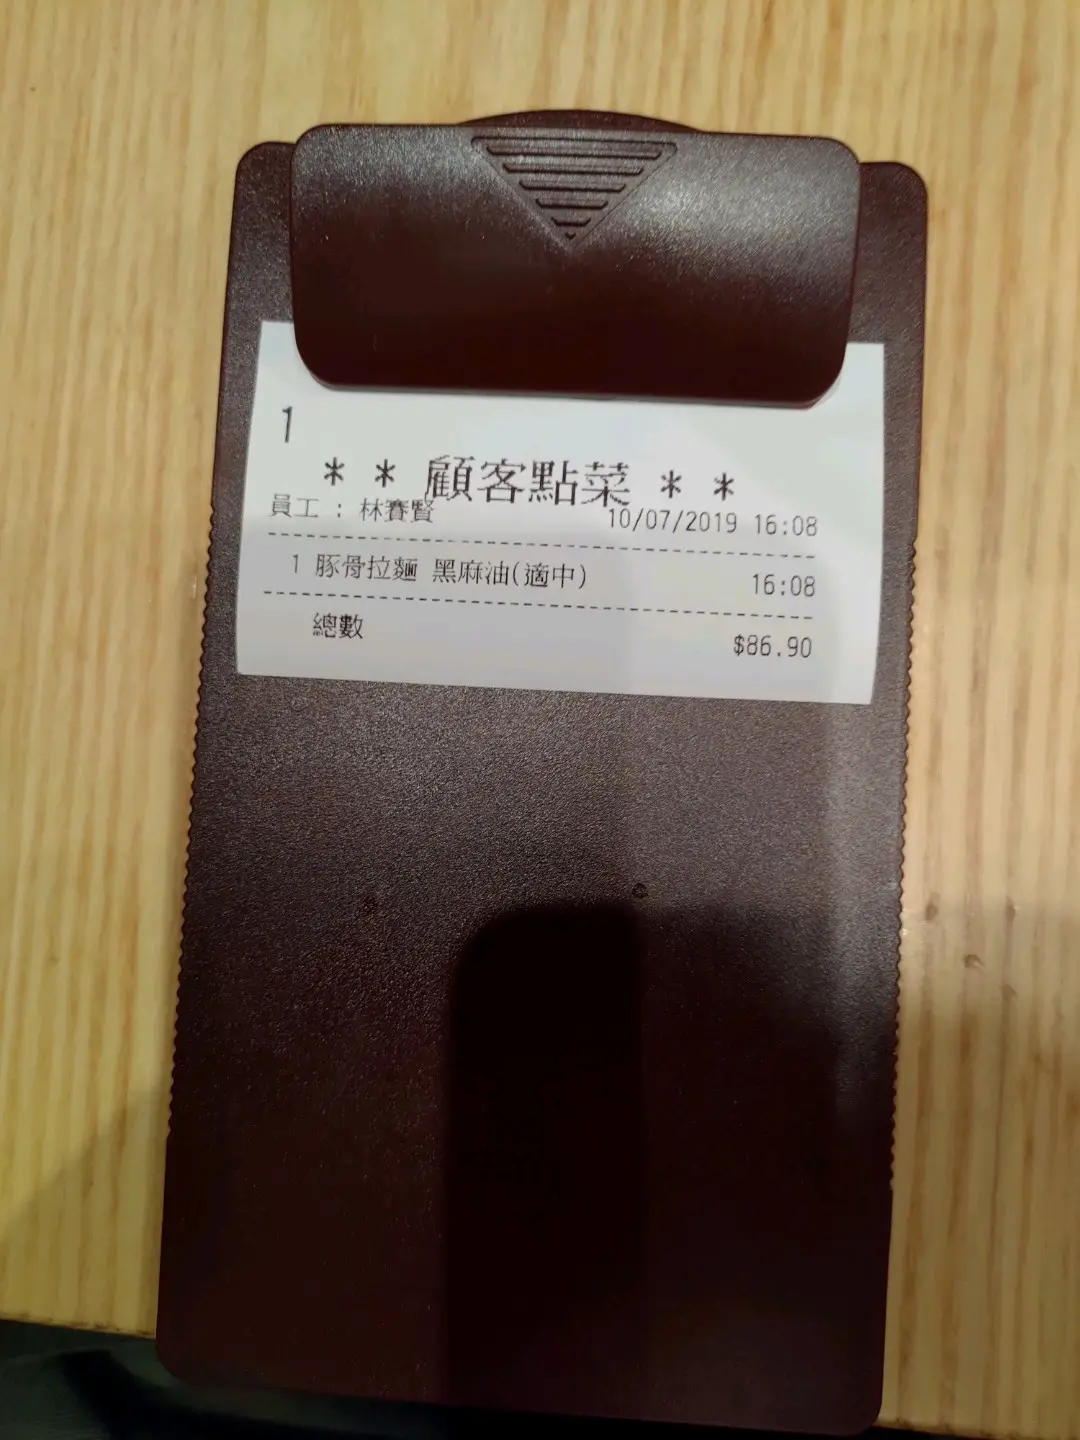 1
* * 顧客點菜 * *
員工 : 林賽賢 10/07/2019 16:08
1 豚骨拉麵 黑麻油(適中) 16:08
總數 $86.90